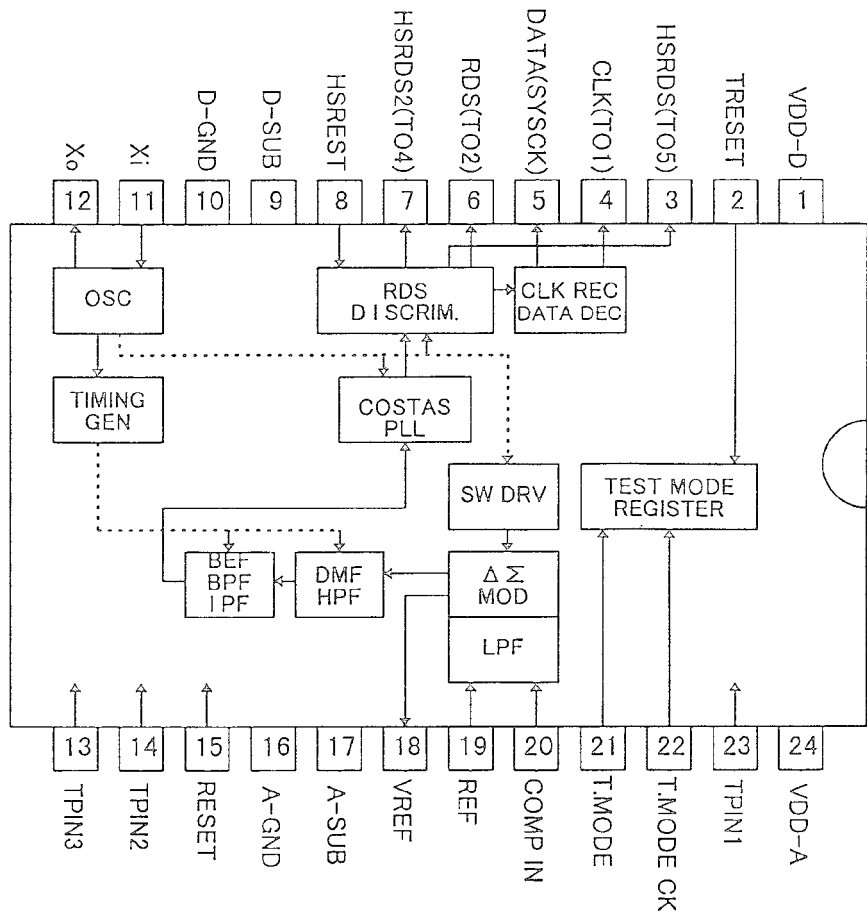 Xo
Xi
D-GND
D-SUB
HSREST
HSRDS2(TO4)
RDS(TO2)
DATA(SYSCK)
CLK(TO1)
HSRDS(TO5)
TRESET
VDD-D
12
11
10
9
8
7
6
5
4
3
2
1
OSC
RDS
DISCRIM.
CLK REC
DATA DEC
TIMING
GEN
COSTAS
PLL
SW DRV
TEST MODE
REGISTER
BEF
BPF
IPF
DMF
HPF
Δ Σ
MOD
LPF
13
14
15
16
17
18
19
20
21
22
23
24
TPIN3
TPIN2
RESET
A-GND
A-SUB
VREF
REF
COMP IN
T.MODE
T.MODE CK
TPIN1
VDD-A